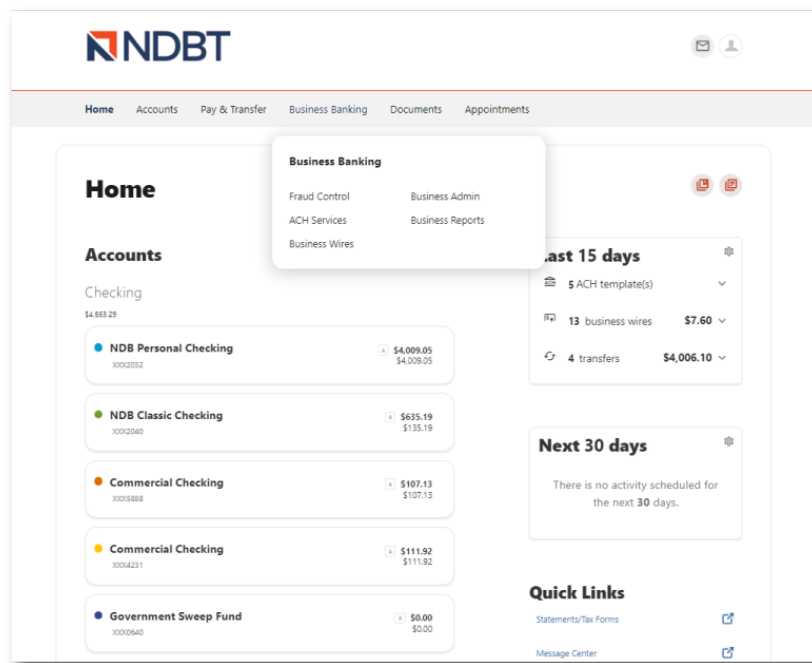 NDBT
Home Accounts Pay & Transfer Business Banking Documents Appointments
Business Banking
Fraud Control Business Admin
ACH Services Business Reports
Business Wires
Home
Accounts
Checking
$4,863.29
NDB Personal Checking A $4,009.05
XXX2032 $4,009.05
NDB Classic Checking A $635.19
XXX2040 $135.19
Commercial Checking A $107.13
XXX5888 $107.13
Commercial Checking A $111.92
XXX4231 $111.92
Government Sweep Fund A $0.00
XXX0640 $0.00
ast 15 days
5 ACH template(s)
13 business wires $7.60
4 transfers $4,006.10
Next 30 days
There is no activity scheduled for
the next 30 days.
Quick Links
Statements/Tax Forms
Message Center